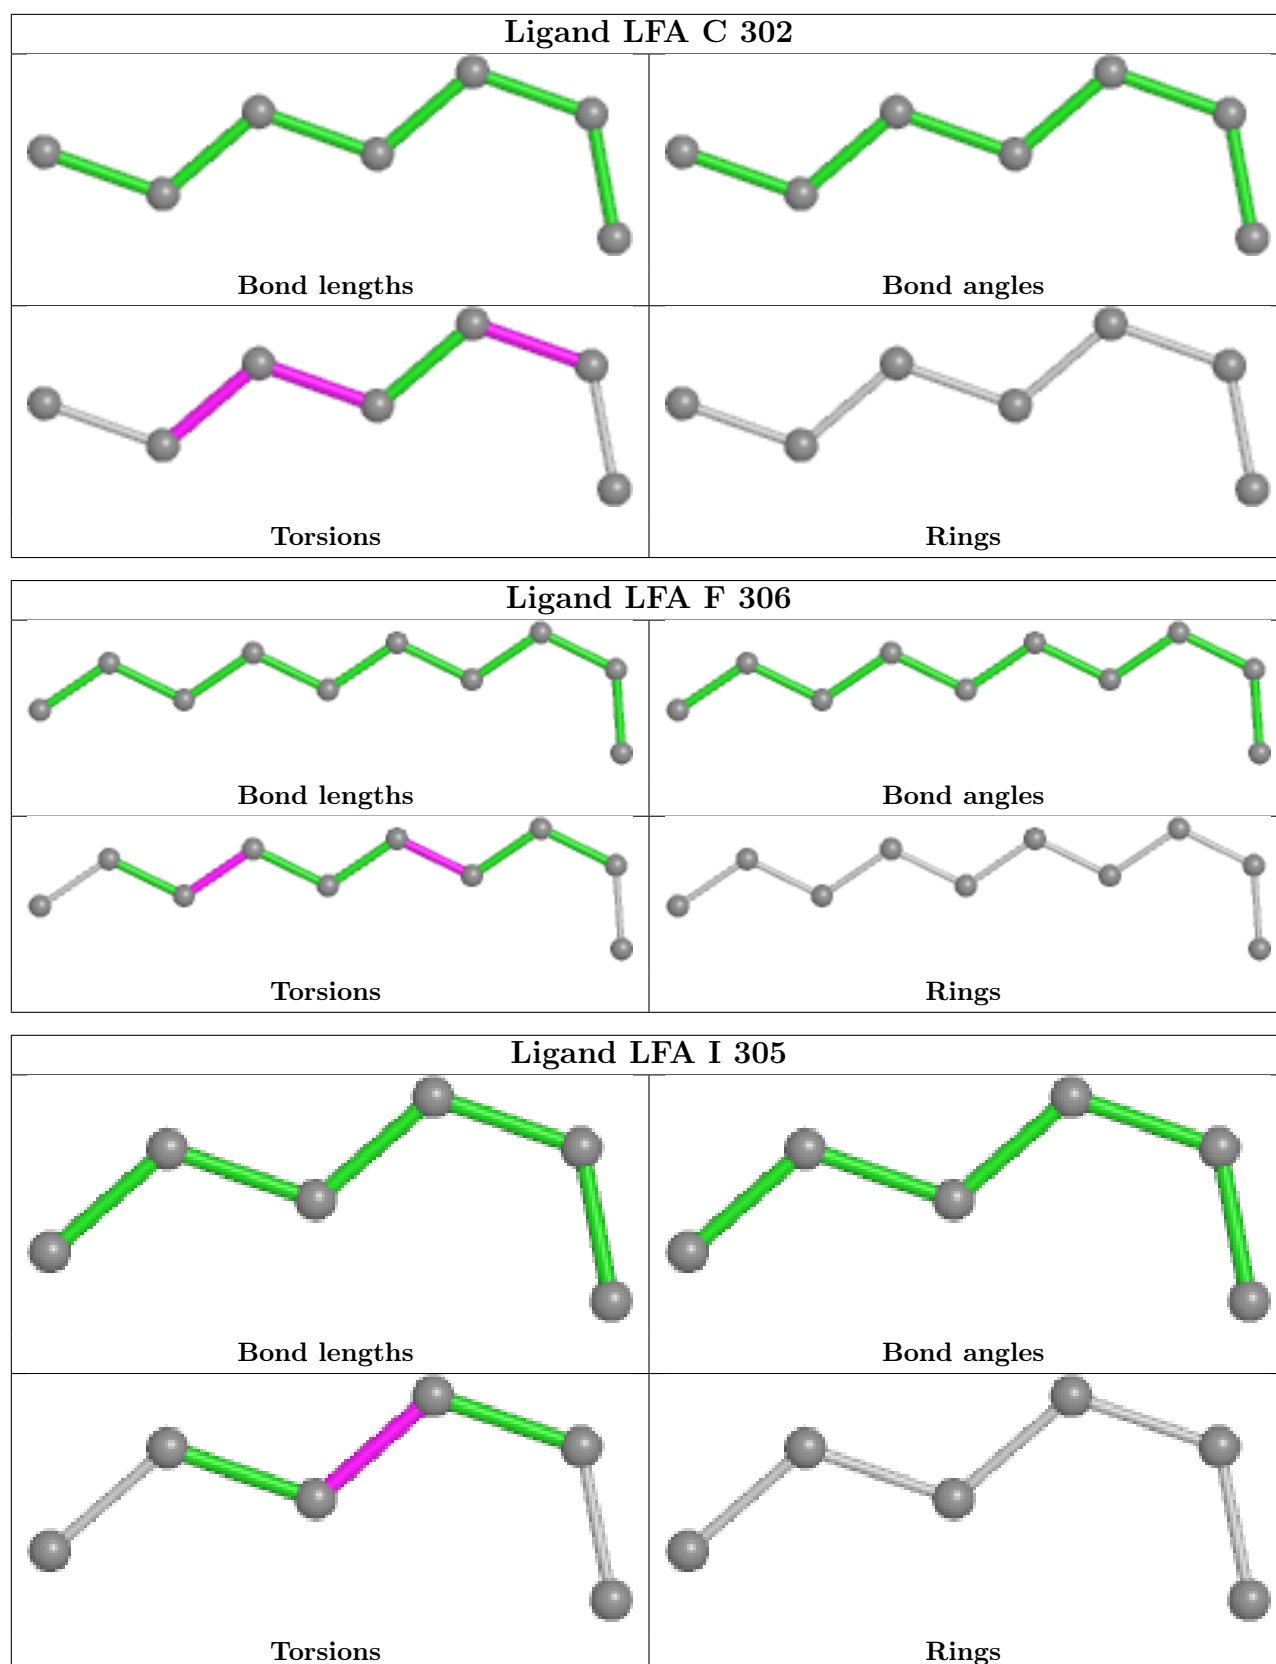 Ligand LFA C 302
Bond lengths
Bond angles
Torsions
Rings
Ligand LFA F 306
Bond lengths
Bond angles
Torsions
Rings
Ligand LFA I 305
Bond lengths
Bond angles
Torsions
Rings